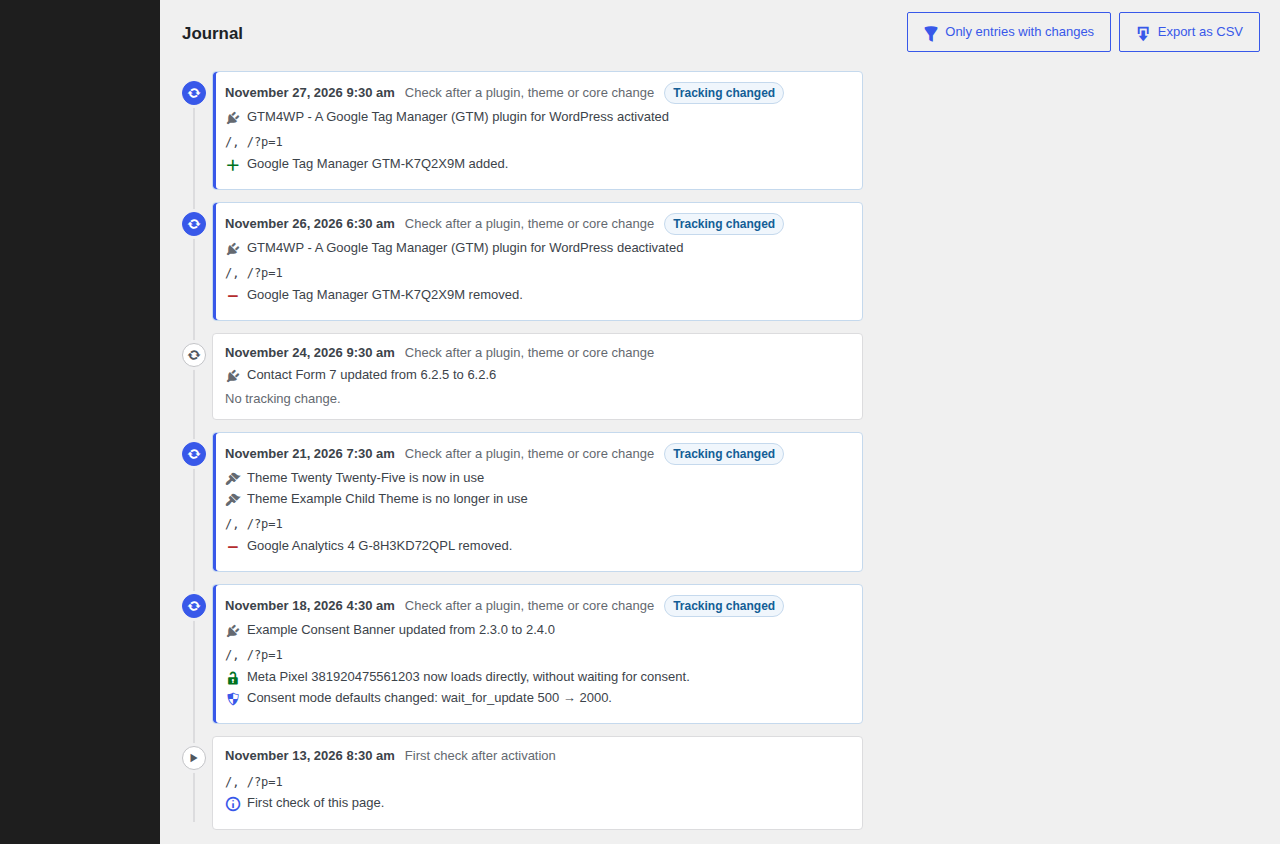 Journal
Only entries with changes
Export as CSV
November 27, 2026 9:30 am Check after a plugin, theme or core change Tracking changed
GTM4WP - A Google Tag Manager (GTM) plugin for WordPress activated
/, /?p=1
Google Tag Manager GTM-K7Q2X9M added.
November 26, 2026 6:30 am Check after a plugin, theme or core change Tracking changed
GTM4WP - A Google Tag Manager (GTM) plugin for WordPress deactivated
/, /?p=1
Google Tag Manager GTM-K7Q2X9M removed.
November 24, 2026 9:30 am Check after a plugin, theme or core change
Contact Form 7 updated from 6.2.5 to 6.2.6
No tracking change.
November 21, 2026 7:30 am Check after a plugin, theme or core change Tracking changed
Theme Twenty Twenty-Five is now in use
Theme Example Child Theme is no longer in use
/, /?p=1
Google Analytics 4 G-8H3KD72QPL removed.
November 18, 2026 4:30 am Check after a plugin, theme or core change Tracking changed
Example Consent Banner updated from 2.3.0 to 2.4.0
/, /?p=1
Meta Pixel 381920475561203 now loads directly, without waiting for consent.
Consent mode defaults changed: wait_for_update 500 → 2000.
November 13, 2026 8:30 am First check after activation
/, /?p=1
First check of this page.